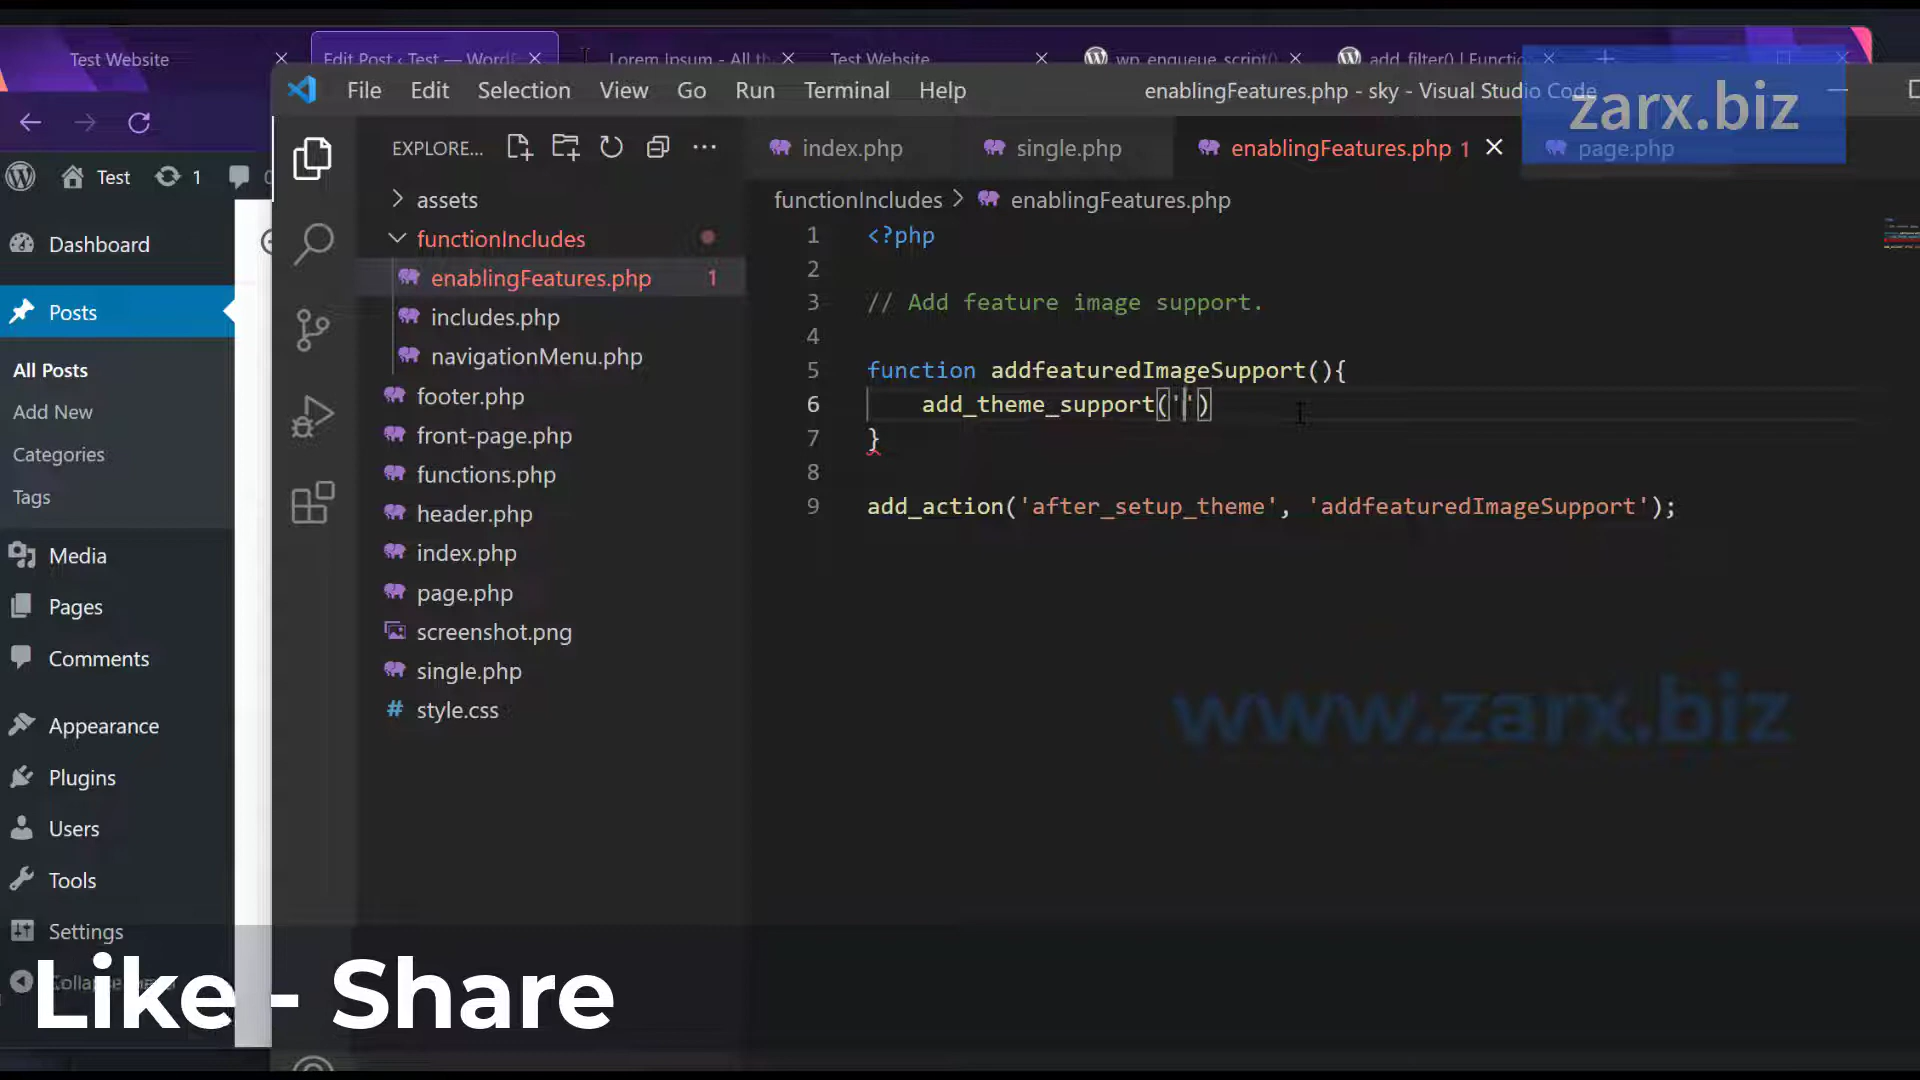 Test Website
Edit Post ‹ Test — WordP
Lorem Ipsum - All th
Test Website
wp_enqueue_script()
add_filter() | Functio
File
Edit
Selection
View
Go
Run
Terminal
Help
enablingFeatures.php - sky - Visual Studio Code
zarx.biz
Test
1
Dashboard
Posts
All Posts
Add New
Categories
Tags
Media
Pages
Comments
Appearance
Plugins
Users
Tools
Settings
EXPLORE...
assets
functionIncludes
enablingFeatures.php 1
includes.php
navigationMenu.php
footer.php
front-page.php
functions.php
header.php
index.php
page.php
screenshot.png
single.php
# style.css
index.php
single.php
enablingFeatures.php 1
page.php
functionIncludes > enablingFeatures.php
1 <?php
2
3 // Add feature image support.
4
5 function addfeaturedImageSupport(){
6 add_theme_support('')
7 }
8
9 add_action('after_setup_theme', 'addfeaturedImageSupport');
www.zarx.biz
Like - Share